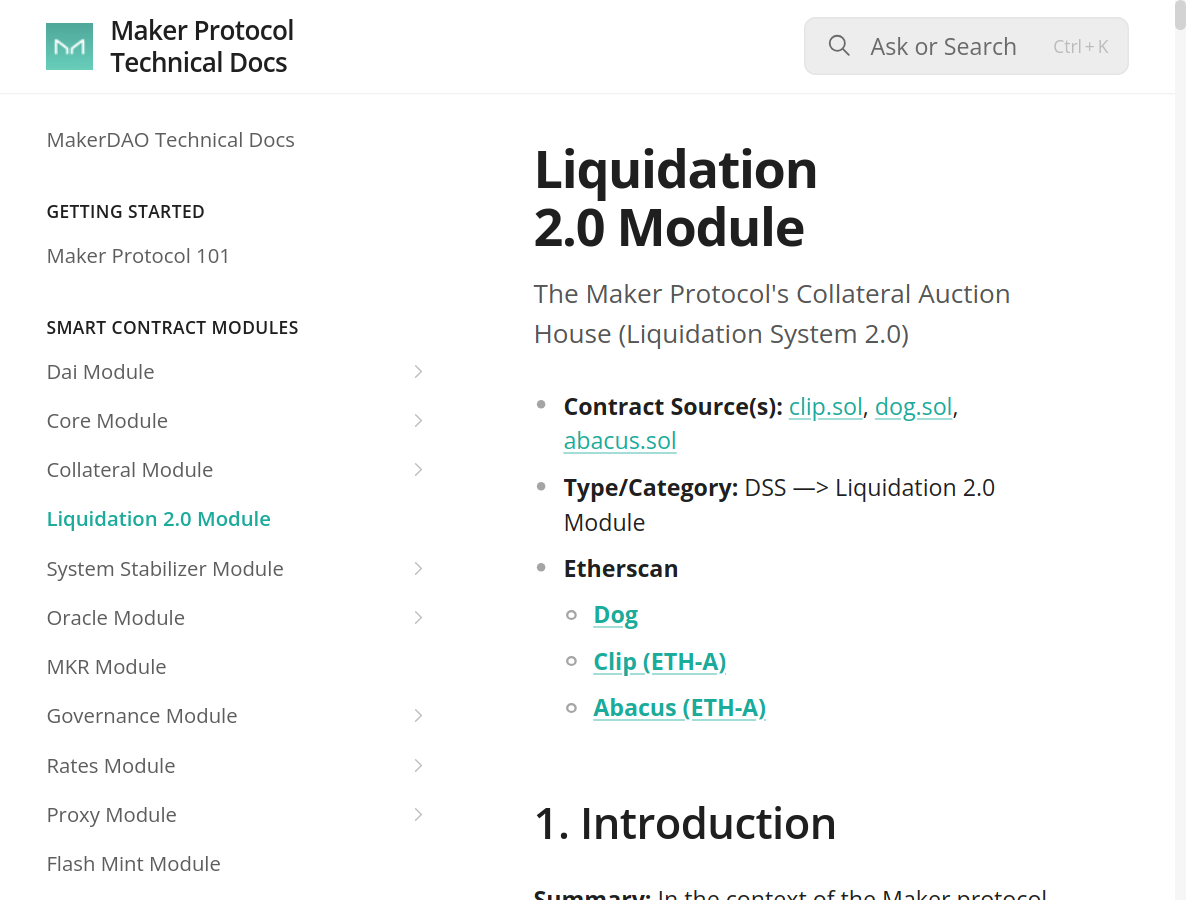 Maker Protocol
Technical Docs
Ask or Search
Ctrl + K
MakerDAO Technical Docs
GETTING STARTED
Maker Protocol 101
SMART CONTRACT MODULES
Dai Module
Core Module
Collateral Module
Liquidation 2.0 Module
System Stabilizer Module
Oracle Module
MKR Module
Governance Module
Rates Module
Proxy Module
Flash Mint Module
Liquidation
2.0 Module
The Maker Protocol's Collateral Auction
House (Liquidation System 2.0)
Contract Source(s): clip.sol, dog.sol,
abacus.sol
Type/Category: DSS —> Liquidation 2.0
Module
Etherscan
Dog
Clip (ETH-A)
Abacus (ETH-A)
1. Introduction
Summary: In the context of the Maker protocol